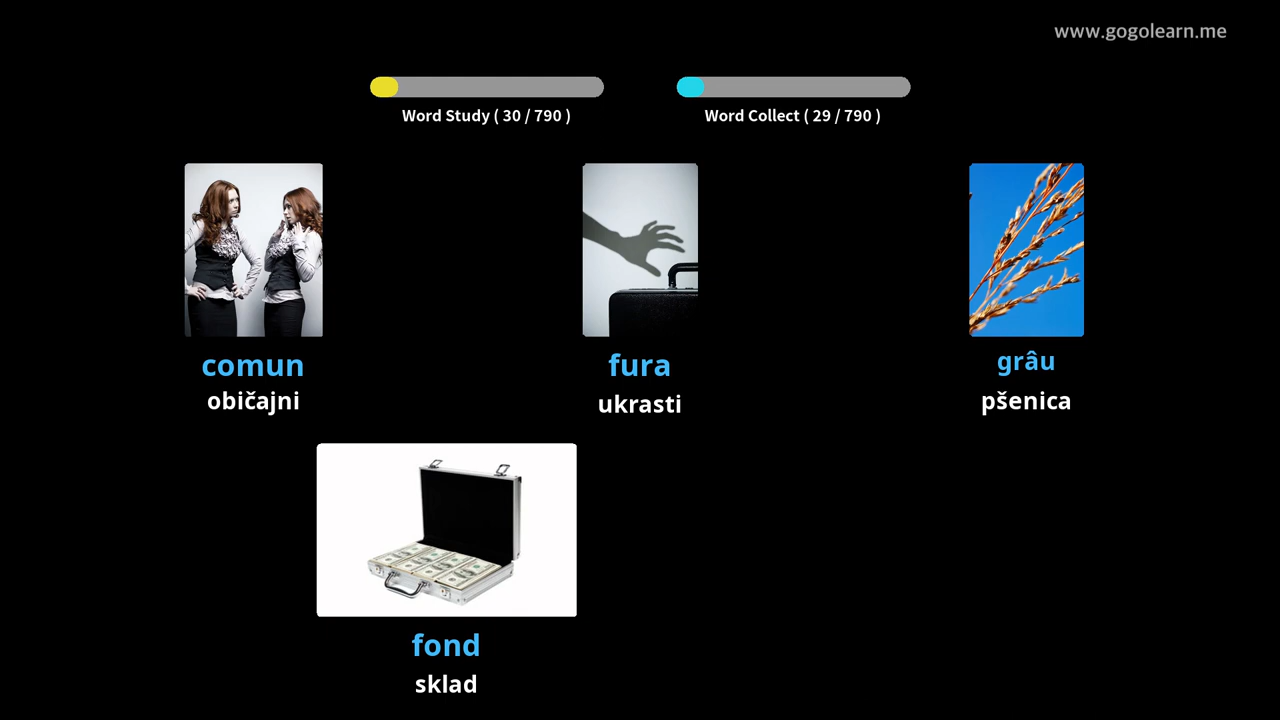 www.gogolearn.me
Word Study ( 30 / 790 )
Word Collect ( 29 / 790 )
comun
običajni
fura
ukrasti
grâu
pšenica
fond
sklad